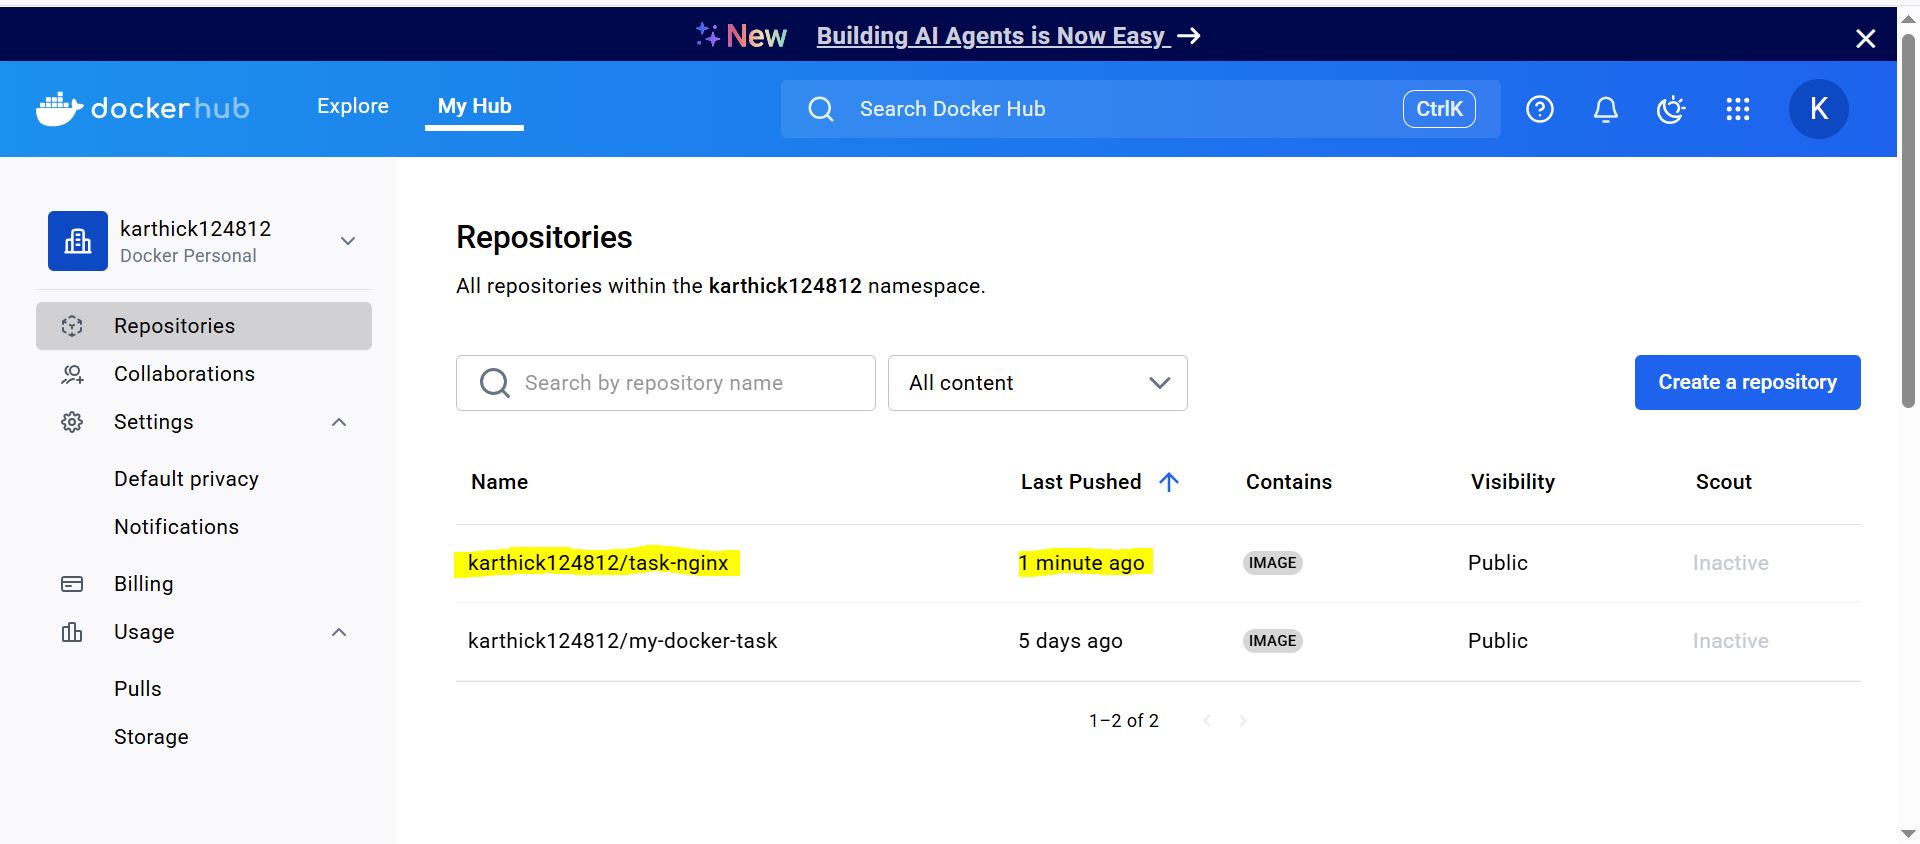 New Building AI Agents is Now Easy →
dockerhub Explore My Hub Search Docker Hub CtrlK K
karthick124812
Docker Personal
Repositories
Collaborations
Settings
Default privacy
Notifications
Billing
Usage
Pulls
Storage
Repositories
All repositories within the karthick124812 namespace.
Search by repository name All content Create a repository
Name Last Pushed Contains Visibility Scout
karthick124812/task-nginx 1 minute ago IMAGE Public Inactive
karthick124812/my-docker-task 5 days ago IMAGE Public Inactive
1–2 of 2